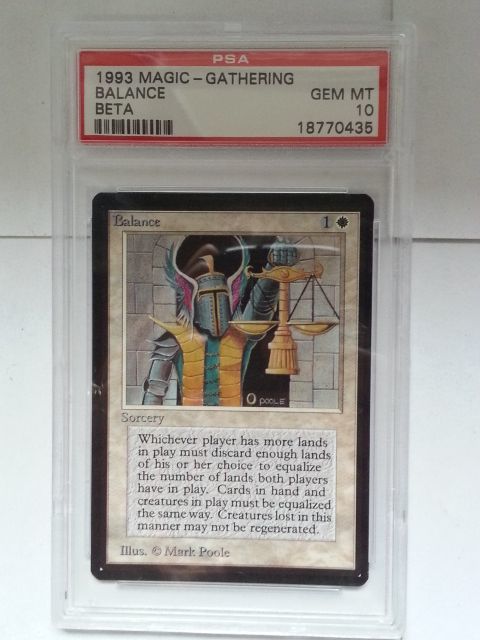 PSA
1993 MAGIC - GATHERING
BALANCE GEM MT
BETA 10
18770435
Balance 1
O POOLE
Sorcery
Whichever player has more lands
in play must discard enough lands
of his or her choice to equalize
the number of lands both players
have in play. Cards in hand and
creatures in play must be equalized
the same way. Creatures lost in this
manner may not be regenerated.
Illus. © Mark Poole